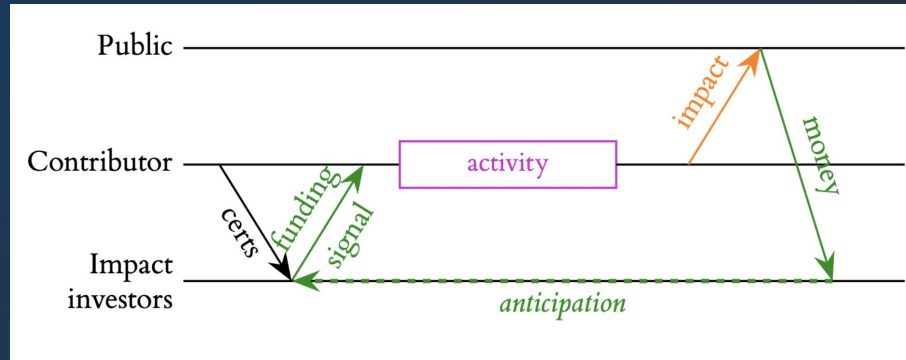 Public
impact
money
Contributor
activity
certs
funding
signal
Impact
investors
anticipation